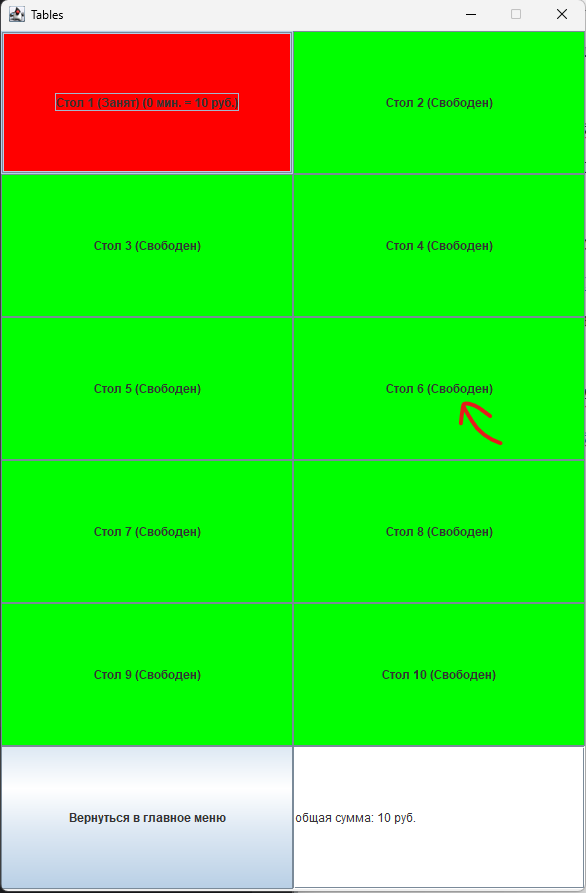 Tables
Стол 1 (Занят) (0 мин. - 10 руб.)
Стол 2 (Свободен)
Стол 3 (Свободен)
Стол 4 (Свободен)
Стол 5 (Свободен)
Стол 6 (Свободен)
Стол 7 (Свободен)
Стол 8 (Свободен)
Стол 9 (Свободен)
Стол 10 (Свободен)
Вернуться в главное меню
общая сумма: 10 руб.